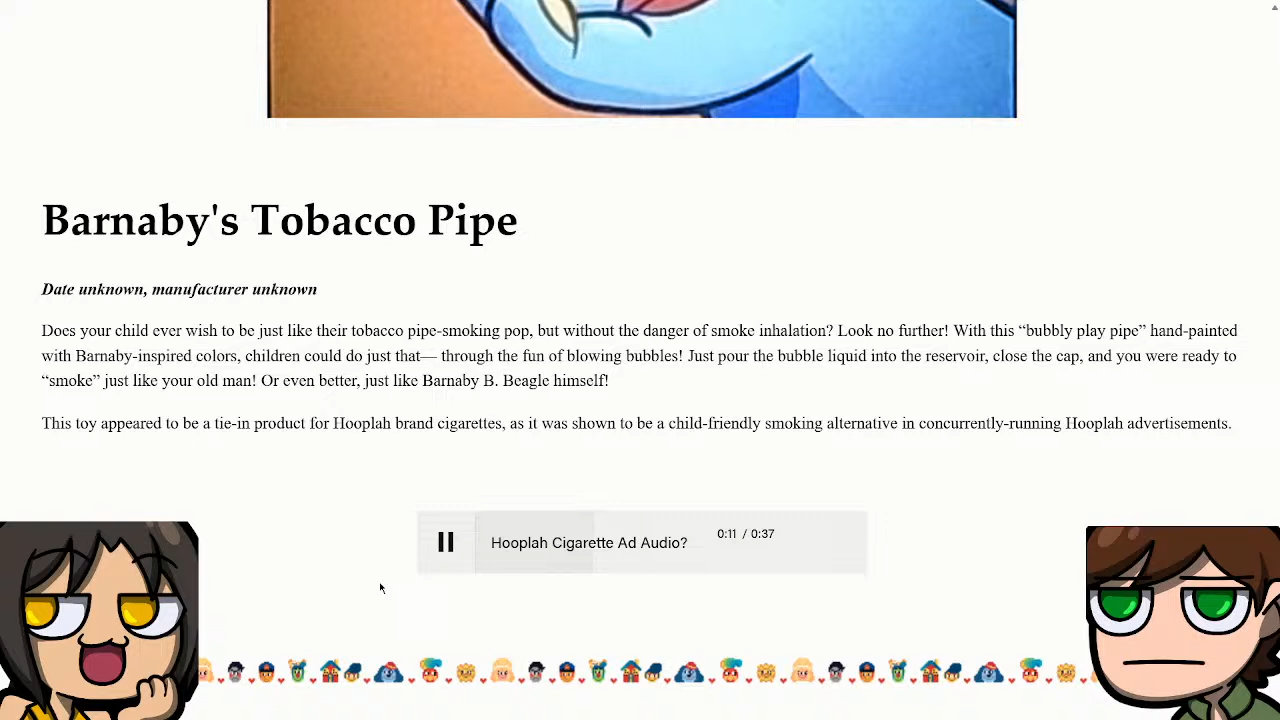 Barnaby's Tobacco Pipe
Date unknown, manufacturer unknown
Does your child ever wish to be just like their tobacco pipe-smoking pop, but without the danger of smoke inhalation? Look no further! With this “bubbly play pipe” hand-painted
with Barnaby-inspired colors, children could do just that— through the fun of blowing bubbles! Just pour the bubble liquid into the reservoir, close the cap, and you were ready to
“smoke” just like your old man! Or even better, just like Barnaby B. Beagle himself!
This toy appeared to be a tie-in product for Hooplah brand cigarettes, as it was shown to be a child-friendly smoking alternative in concurrently-running Hooplah advertisements.
Hooplah Cigarette Ad Audio? 0:11 / 0:37